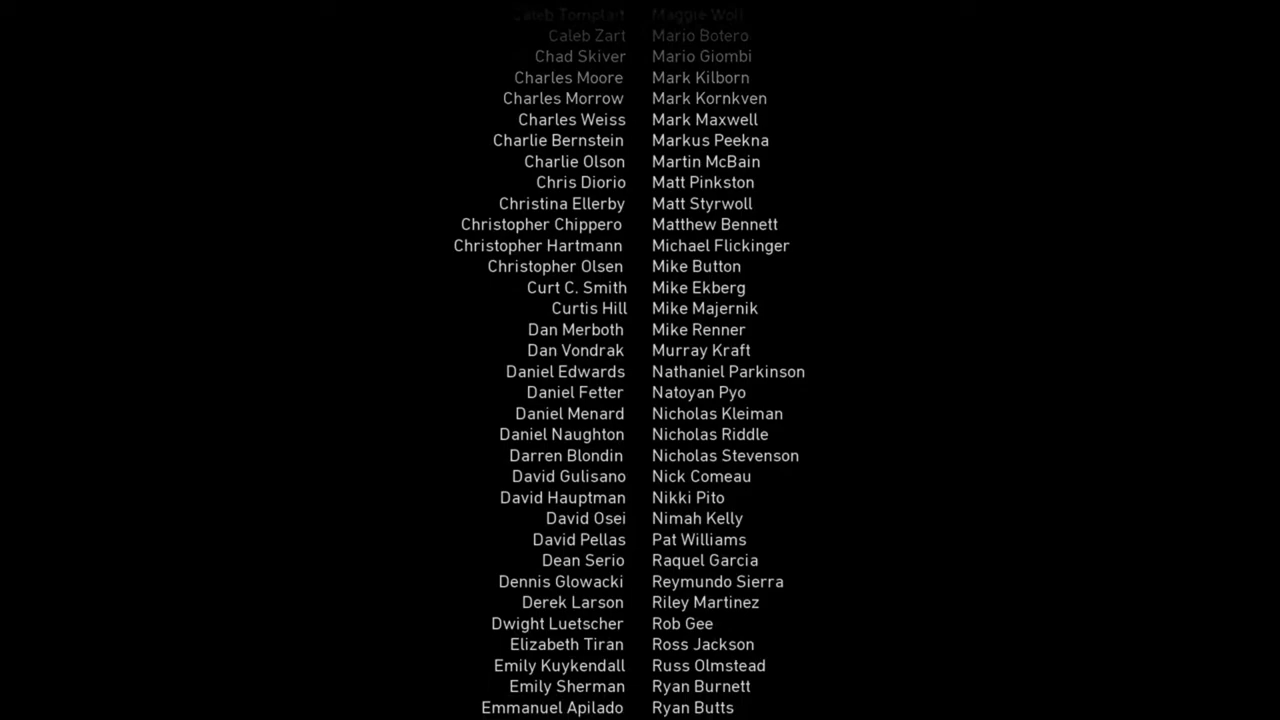 Caleb Maggie Wolf
Caleb Zart Mario Botero
Chad Skiver Mario Giombi
Charles Moore Mark Kilborn
Charles Morrow Mark Kornkven
Charles Weiss Mark Maxwell
Charlie Bernstein Markus Peekna
Charlie Olson Martin McBain
Chris Diorio Matt Pinkston
Christina Ellerby Matt Styrwoll
Christopher Chippero Matthew Bennett
Christopher Hartmann Michael Flickinger
Christopher Olsen Mike Button
Curt C. Smith Mike Ekberg
Curtis Hill Mike Majernik
Dan Merboth Mike Renner
Dan Vondrak Murray Kraft
Daniel Edwards Nathaniel Parkinson
Daniel Fetter Natoyan Pyo
Daniel Menard Nicholas Kleiman
Daniel Naughton Nicholas Riddle
Darren Blondin Nicholas Stevenson
David Gulisano Nick Comeau
David Hauptman Nikki Pito
David Osei Nimah Kelly
David Pellas Pat Williams
Dean Serio Raquel Garcia
Dennis Glowacki Reymundo Sierra
Derek Larson Riley Martinez
Dwight Luetscher Rob Gee
Elizabeth Tiran Ross Jackson
Emily Kuykendall Russ Olmstead
Emily Sherman Ryan Burnett
Emmanuel Apilado Ryan Butts